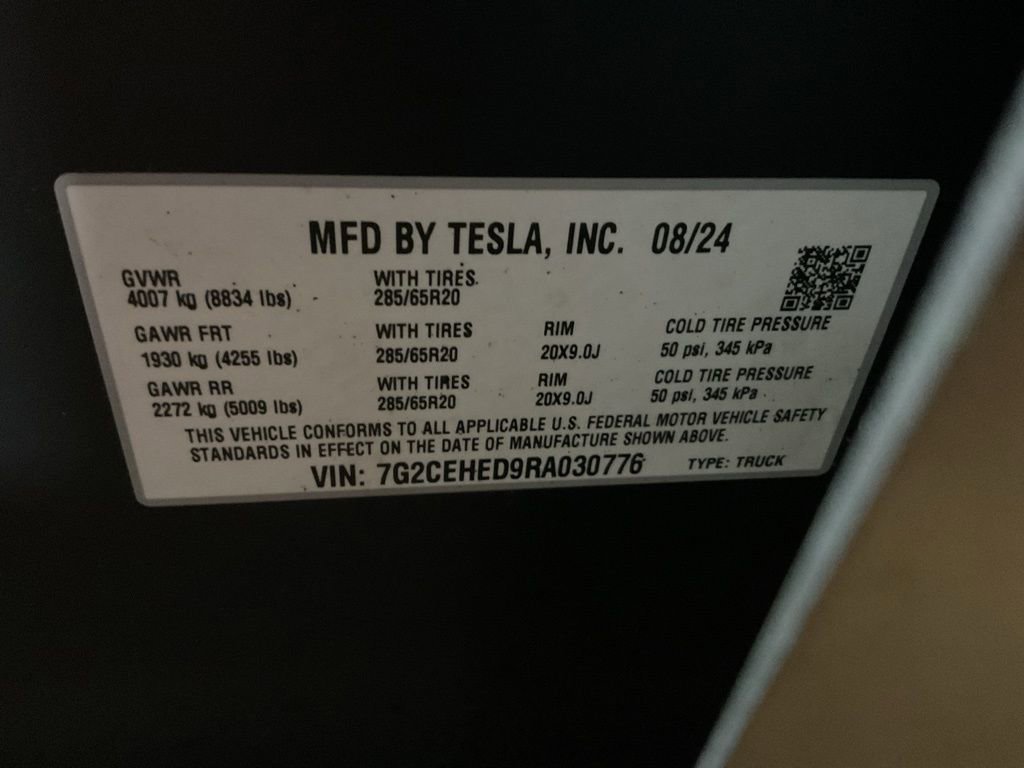 MFD BY TESLA, INC. 08/24
GVWR WITH TIRES
4007 kg (8834 lbs) 285/65R20
GAWR FRT WITH TIRES RIM COLD TIRE PRESSURE
1930 kg (4255 lbs) 285/65R20 20X9.0J 50 psi, 345 kPa
GAWR RR WITH TIRES RIM COLD TIRE PRESSURE
2272 kg (5009 lbs) 285/65R20 20X9.0J 50 psi, 345 kPa
THIS VEHICLE CONFORMS TO ALL APPLICABLE U.S. FEDERAL MOTOR VEHICLE SAFETY
STANDARDS IN EFFECT ON THE DATE OF MANUFACTURE SHOWN ABOVE.
VIN: 7G2CEHED9RA030776 TYPE: TRUCK